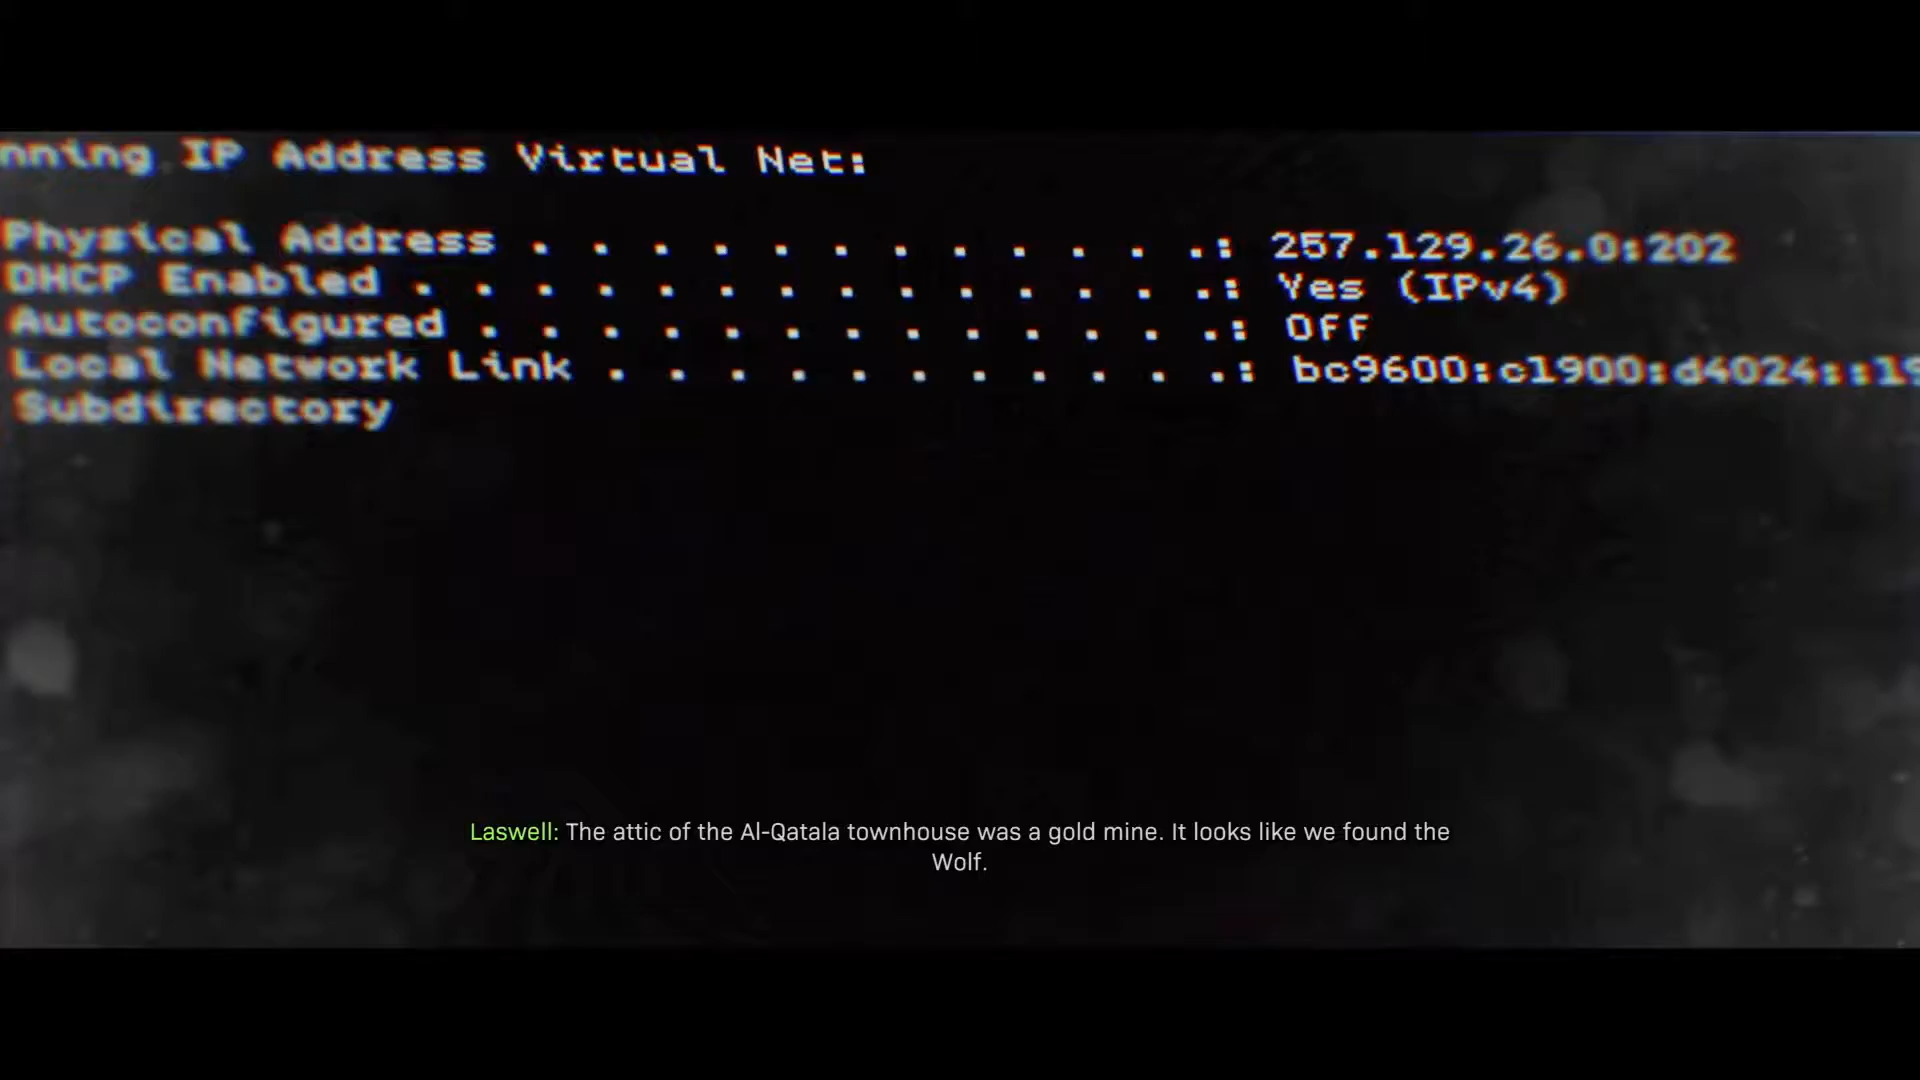 nning IP Address Virtual Net:
Physical Address . . . . . . . . . . . .: 257.129.26.0:202
DHCP Enabled . . . . . . . . . . . . . .: Yes (IPv4)
Autoconfigured . . . . . . . . . . . . .: Off
Local Network Link . . . . . . . . . . .: bc9600:c1900:d4024::19
Subdirectory
Laswell: The attic of the Al-Qatala townhouse was a gold mine. It looks like we found the
Wolf.